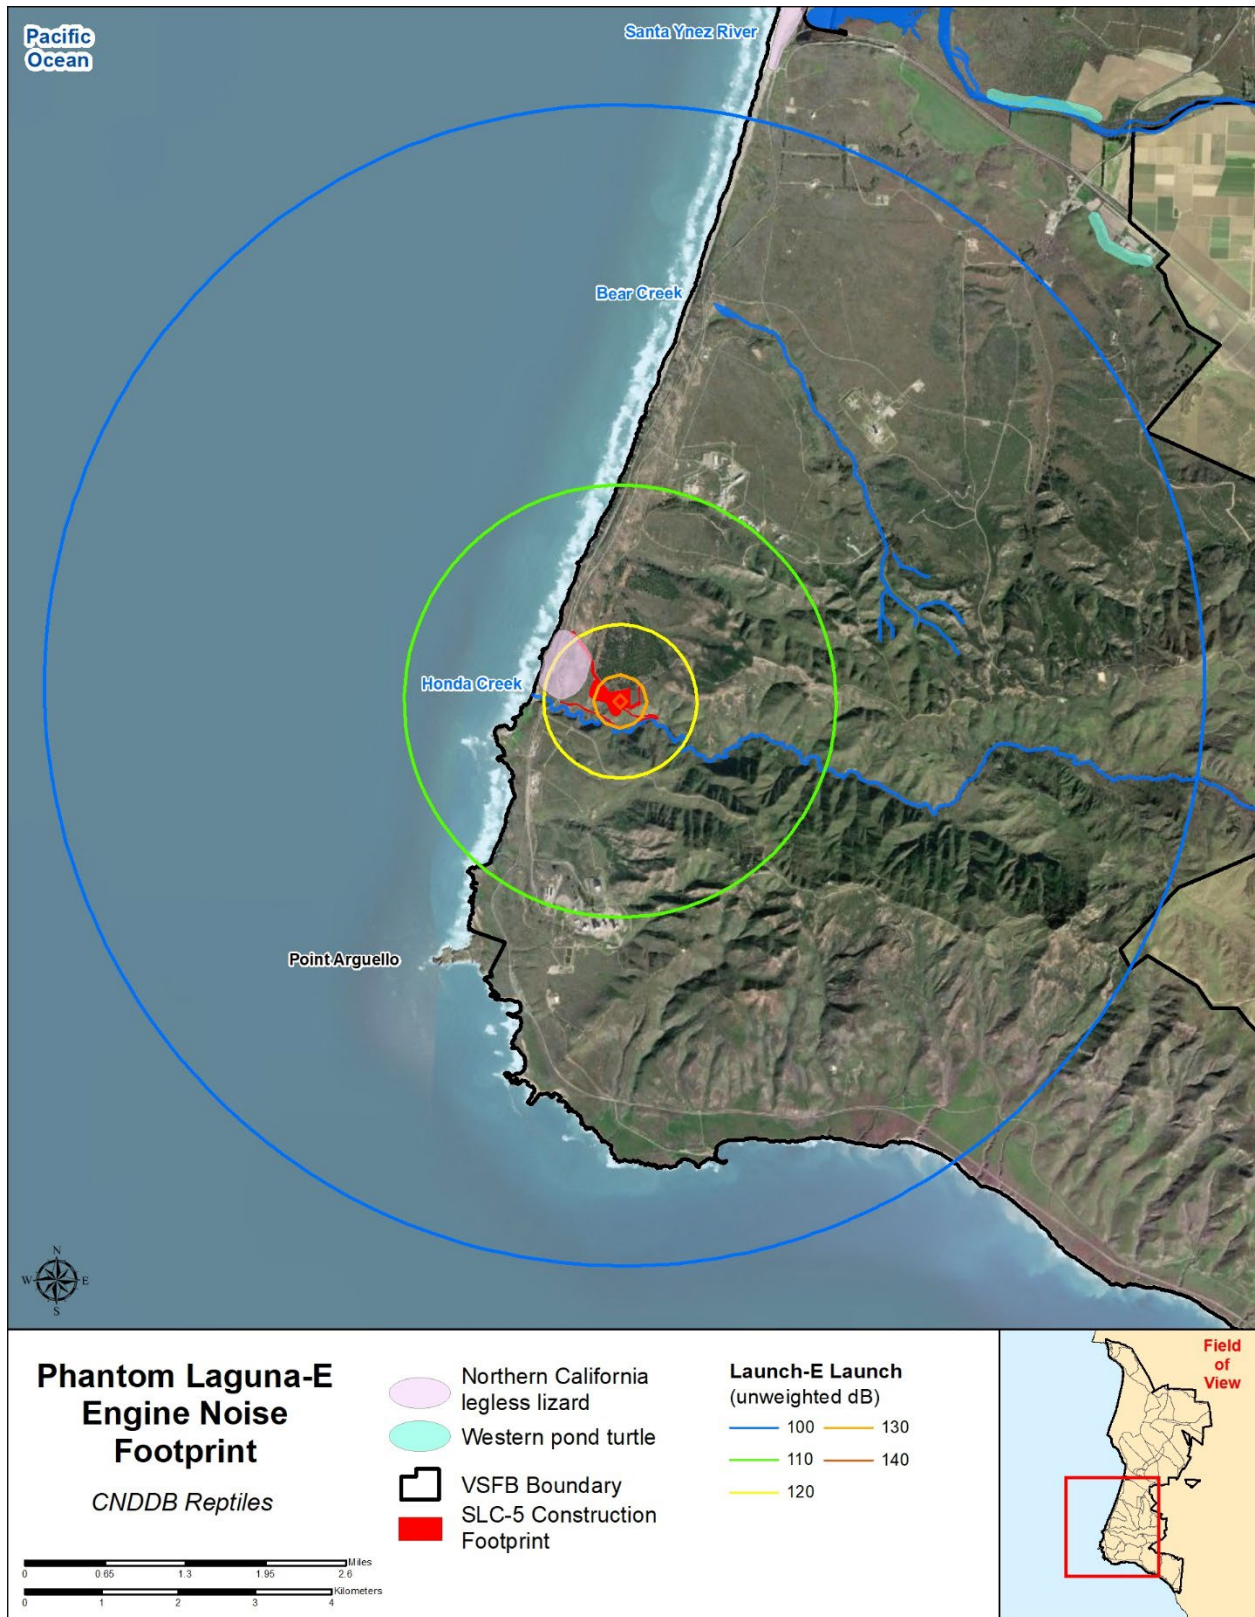 Pacific
Ocean
Santa Ynez River
Bear Creek
Honda Creek
Point Arguello
N
W
E
S
Phantom Laguna-E
Engine Noise
Footprint
CNDDB Reptiles
Miles
0 0.65 1.3 1.95 2.6
Kilometers
0 1 2 3 4
Northern California
legless lizard
Western pond turtle
VSFB Boundary
SLC-5 Construction
Footprint
Launch-E Launch
(unweighted dB)
100 130
110 140
120
Field
of
View